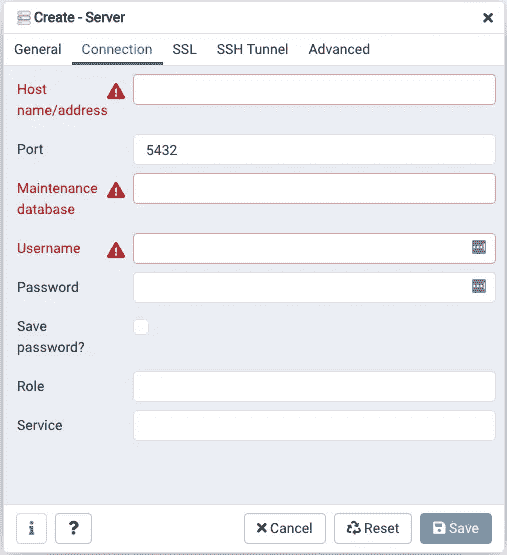 Create - Server
General Connection SSL SSH Tunnel Advanced
Host
name/address
Port 5432
Maintenance
database
Username
Password
Save
password?
Role
Service
i ? Cancel Reset Save